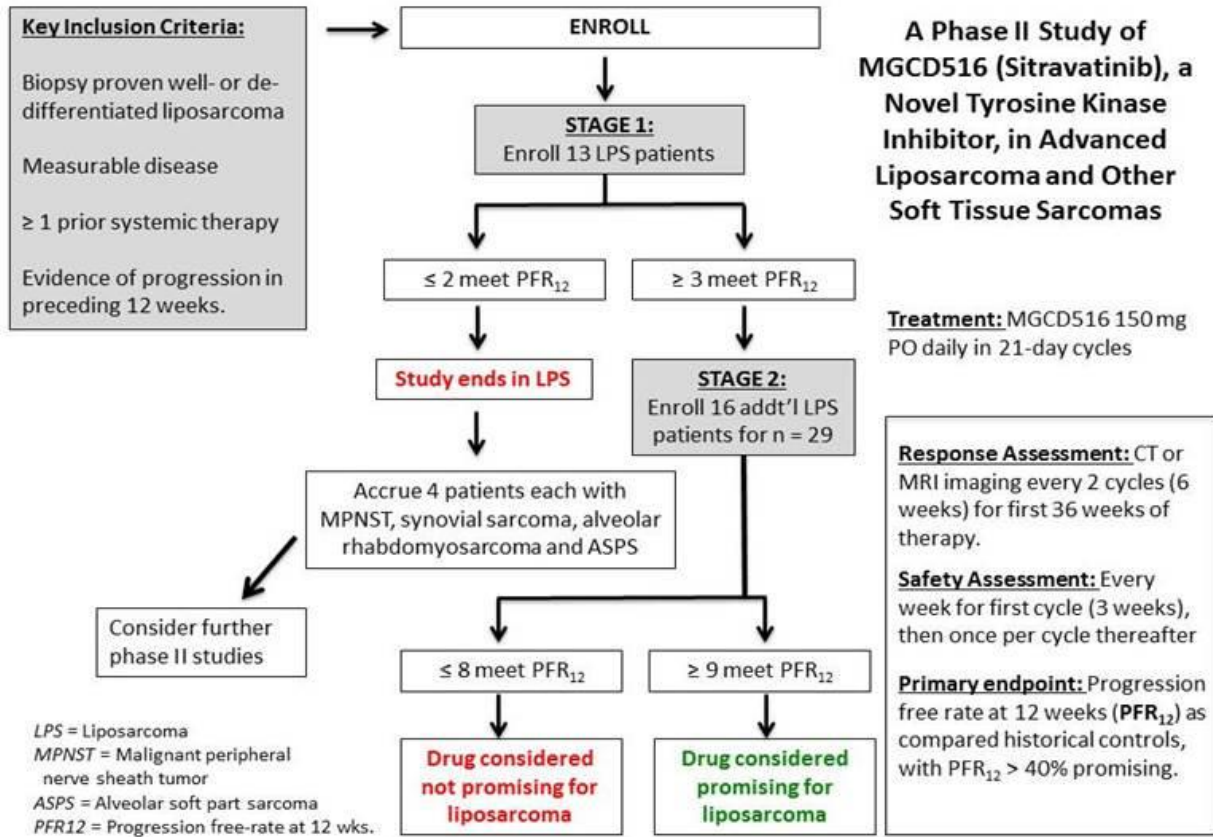 Key Inclusion Criteria:
Biopsy proven well- or de-
differentiated liposarcoma
Measurable disease
≥ 1 prior systemic therapy
Evidence of progression in
preceding 12 weeks.
ENROLL
A Phase II Study of
MGCD516 (Sitravatinib), a
Novel Tyrosine Kinase
Inhibitor, in Advanced
Liposarcoma and Other
Soft Tissue Sarcomas
STAGE 1:
Enroll 13 LPS patients
≤ 2 meet PFR12
≥ 3 meet PFR12
Treatment: MGCD516 150 mg
PO daily in 21-day cycles
Study ends in LPS
STAGE 2:
Enroll 16 addt'l LPS
patients for n = 29
Accrue 4 patients each with
MPNST, synovial sarcoma, alveolar
rhabdomyosarcoma and ASPS
Consider further
phase II studies
≤ 8 meet PFR12
≥ 9 meet PFR12
Drug considered
not promising for
liposarcoma
Drug considered
promising for
liposarcoma
Response Assessment: CT or
MRI imaging every 2 cycles (6
weeks) for first 36 weeks of
therapy.
Safety Assessment: Every
week for first cycle (3 weeks),
then once per cycle thereafter
Primary endpoint: Progression
free rate at 12 weeks (PFR12) as
compared historical controls,
with PFR12 > 40% promising.
LPS = Liposarcoma
MPNST = Malignant peripheral
nerve sheath tumor
ASPS = Alveolar soft part sarcoma
PFR12 = Progression free-rate at 12 wks.